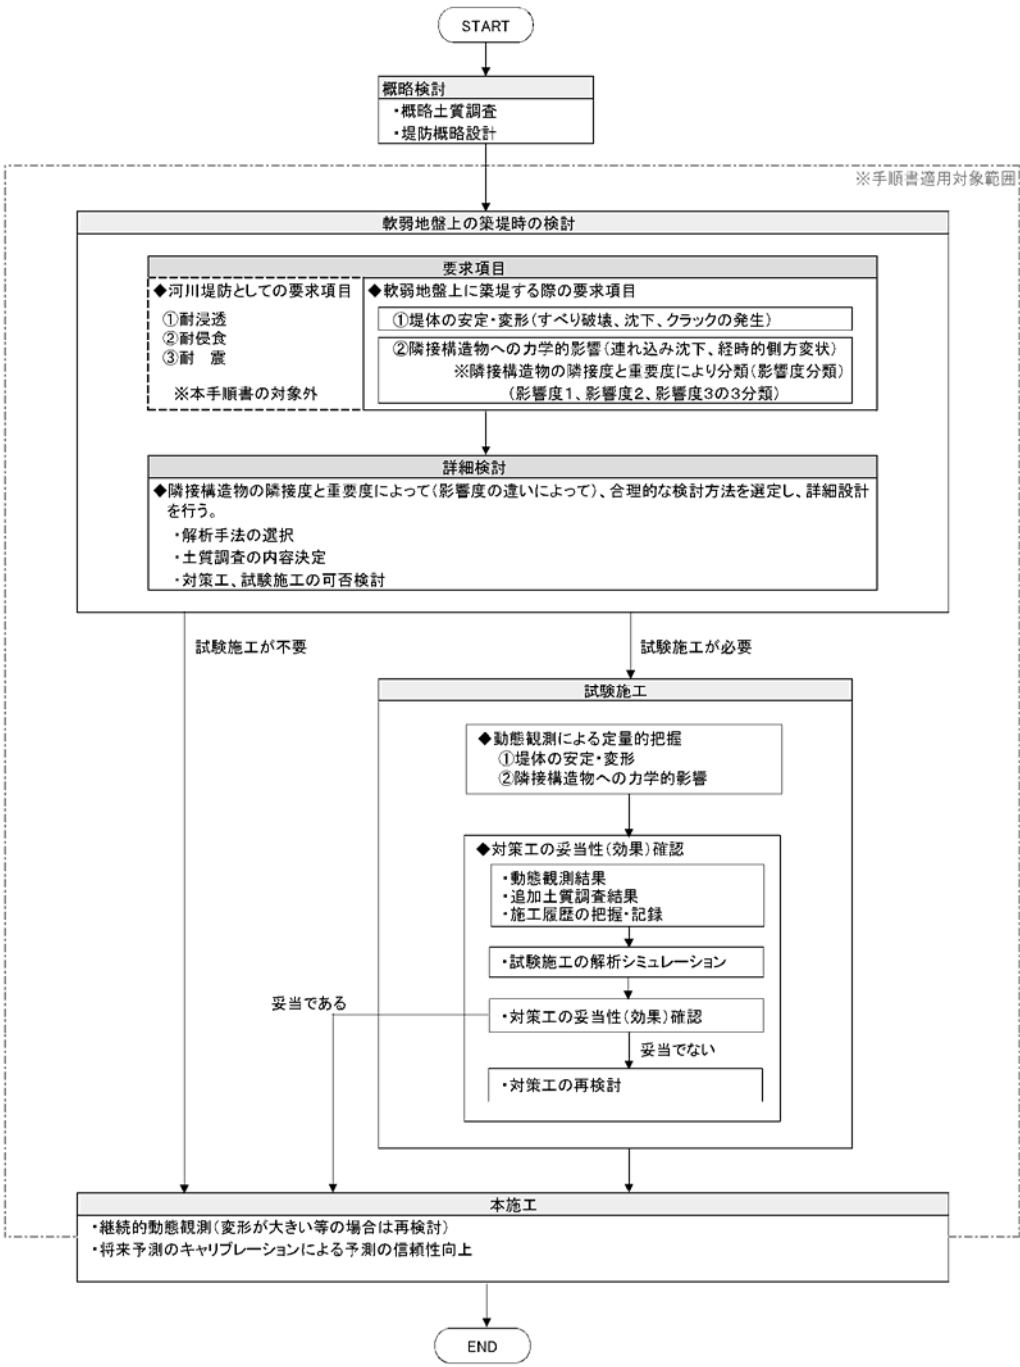 START
概略検討
・概略土質調査
・堤防概略設計
※手順書適用対象範囲
軟弱地盤上の築堤時の検討
要求項目
◆河川堤防としての要求項目
①耐浸透
②耐侵食
③耐　震
※本手順書の対象外
◆軟弱地盤上に築堤する際の要求項目
①堤体の安定・変形(すべり破壊、沈下、クラックの発生)
②隣接構造物への力学的影響(連れ込み沈下、経時的側方変状)
※隣接構造物の隣接度と重要度により分類(影響度分類)
(影響度1、影響度2、影響度3の3分類)
詳細検討
◆隣接構造物の隣接度と重要度によって(影響度の違いによって)、合理的な検討方法を選定し、詳細設計
を行う。
・解析手法の選択
・土質調査の内容決定
・対策工、試験施工の可否検討
試験施工が不要
試験施工が必要
試験施工
◆動態観測による定量的把握
①堤体の安定・変形
②隣接構造物への力学的影響
◆対策工の妥当性(効果)確認
・動態観測結果
・追加土質調査結果
・施工履歴の把握・記録
・試験施工の解析シミュレーション
妥当である
・対策工の妥当性(効果)確認
妥当でない
・対策工の再検討
本施工
・継続的動態観測(変形が大きい等の場合は再検討)
・将来予測のキャリブレーションによる予測の信頼性向上
END